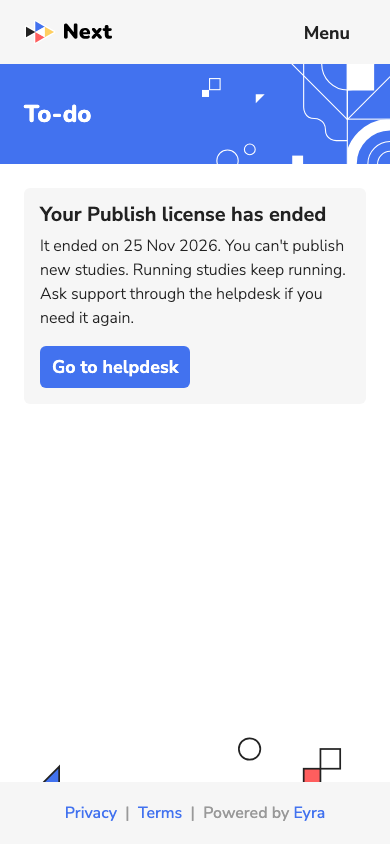 Next
Menu
To-do
Your Publish license has ended
It ended on 25 Nov 2026. You can't publish
new studies. Running studies keep running.
Ask support through the helpdesk if you
need it again.
Go to helpdesk
Privacy | Terms | Powered by Eyra